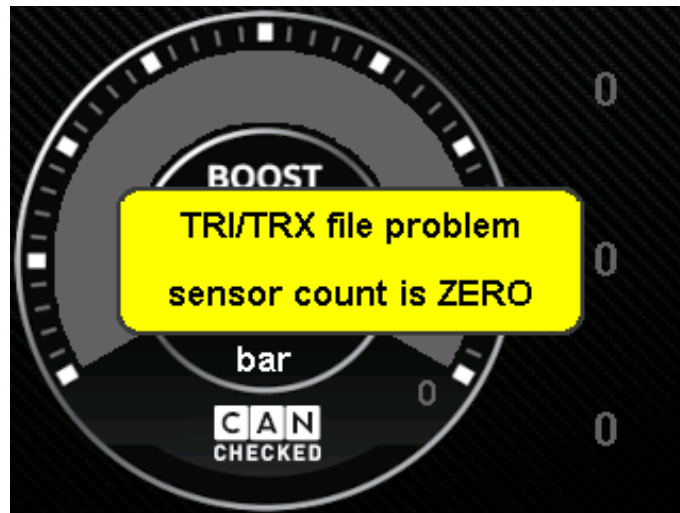 0
BOOST
TRI/TRX file problem
sensor count is ZERO
0
bar
0
CAN
CHECKED
0